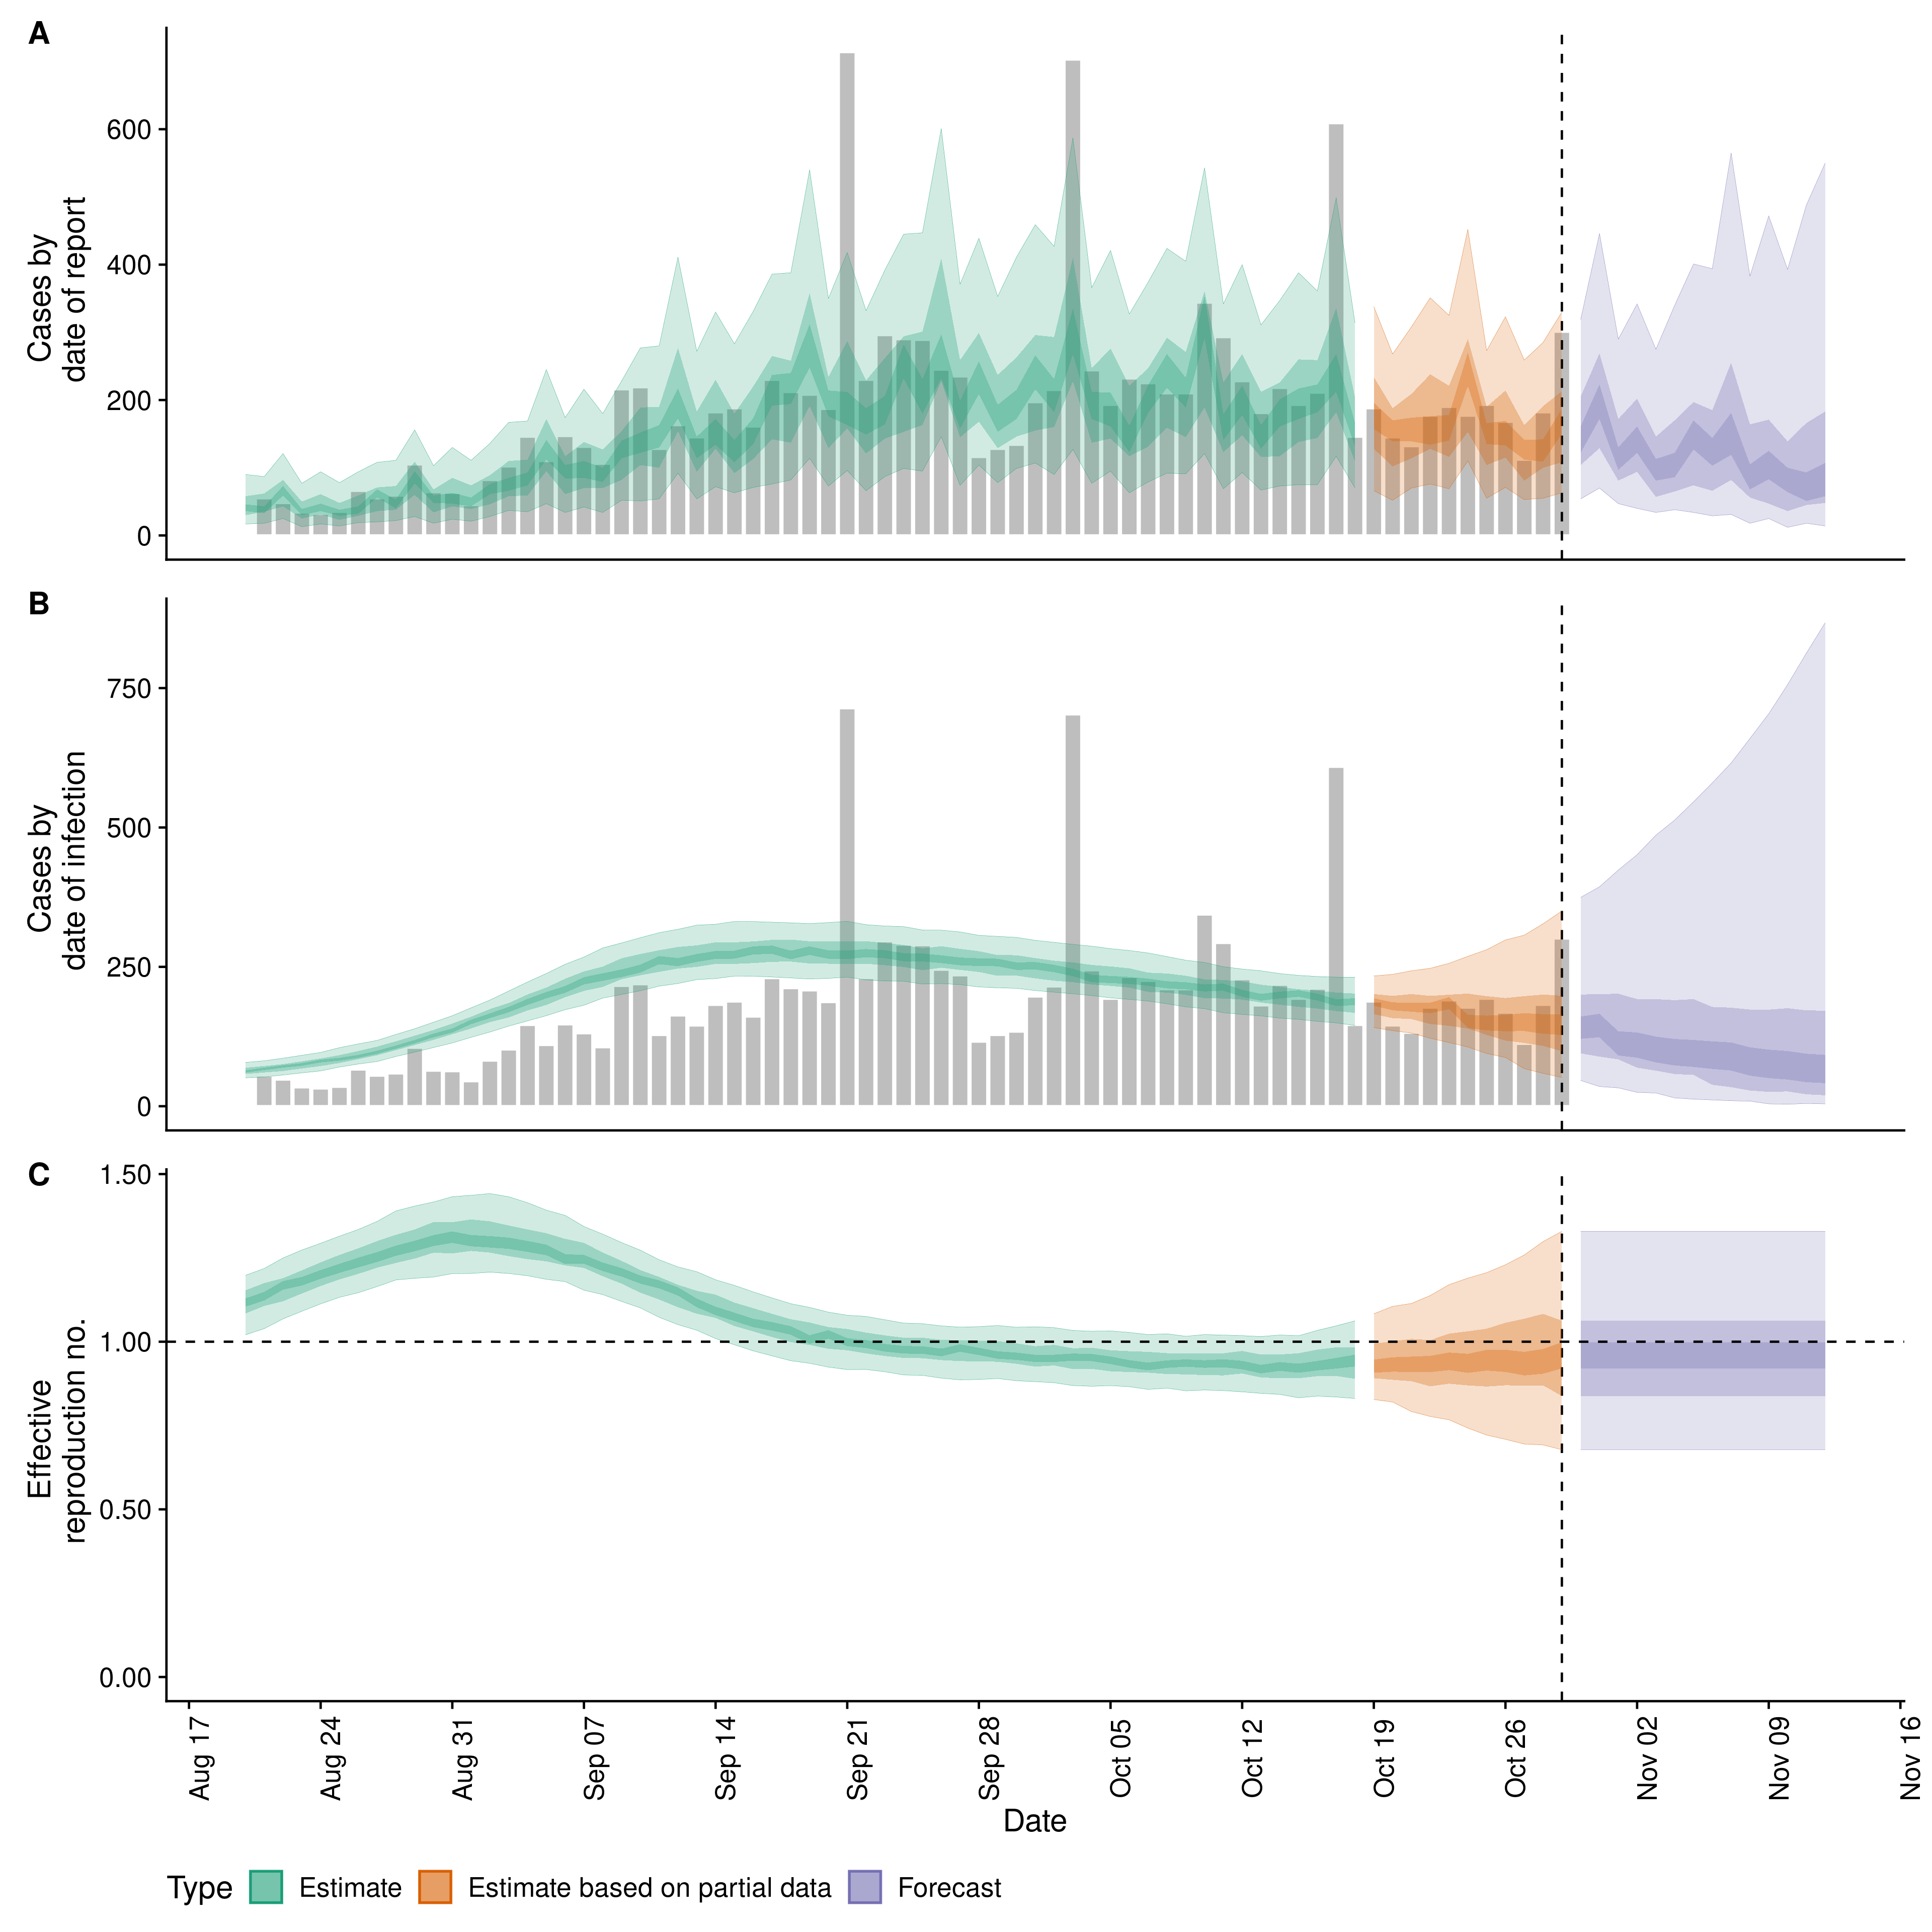 A
Cases by
date of report
600
400
200
0
B
Cases by
date of infection
750
500
250
0
C
Effective
reproduction no.
1.50
1.00
0.50
0.00
Aug 17
Aug 24
Aug 31
Sep 07
Sep 14
Sep 21
Sep 28
Oct 05
Oct 12
Oct 19
Oct 26
Nov 02
Nov 09
Nov 16
Date
Type Estimate Estimate based on partial data Forecast